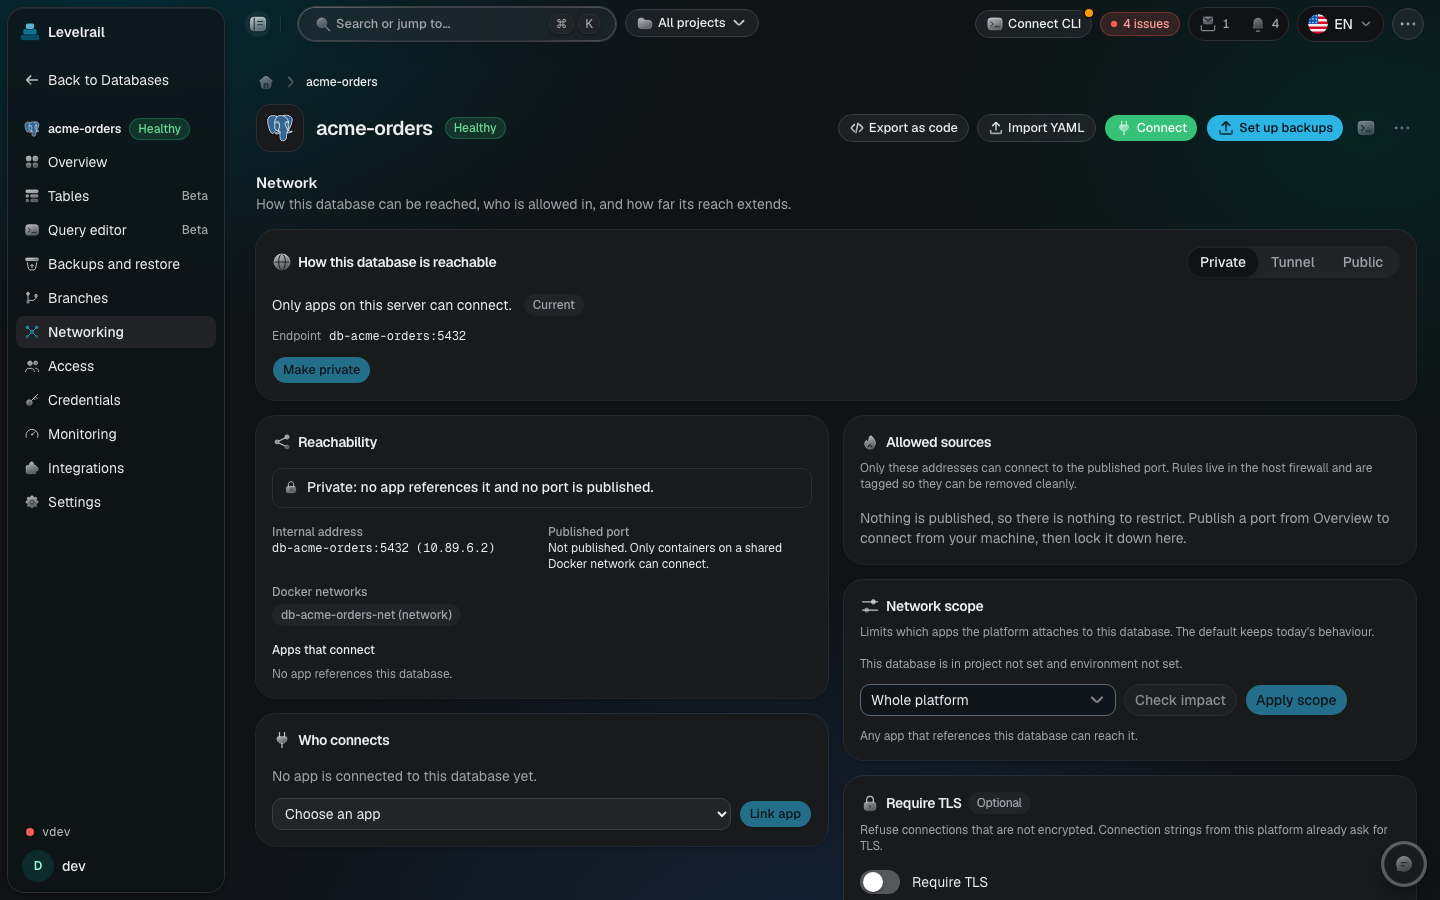 Levelrail
Search or jump to...
⌘ K
All projects
Connect CLI
4 issues
1
4
EN
Back to Databases
acme-orders
Healthy
Overview
Tables
Beta
Query editor
Beta
Backups and restore
Branches
Networking
Access
Credentials
Monitoring
Integrations
Settings
vdev
D
dev
acme-orders
acme-orders
Healthy
Export as code
Import YAML
Connect
Set up backups
Network
How this database can be reached, who is allowed in, and how far its reach extends.
How this database is reachable
Private
Tunnel
Public
Only apps on this server can connect.
Current
Endpoint db-acme-orders:5432
Make private
Reachability
Private: no app references it and no port is published.
Internal address
db-acme-orders:5432 (10.89.6.2)
Published port
Not published. Only containers on a shared
Docker network can connect.
Docker networks
db-acme-orders-net (network)
Apps that connect
No app references this database.
Who connects
No app is connected to this database yet.
Choose an app
Link app
Allowed sources
Only these addresses can connect to the published port. Rules live in the host firewall and are
tagged so they can be removed cleanly.
Nothing is published, so there is nothing to restrict. Publish a port from Overview to
connect from your machine, then lock it down here.
Network scope
Limits which apps the platform attaches to this database. The default keeps today's behaviour.
This database is in project not set and environment not set.
Whole platform
Check impact
Apply scope
Any app that references this database can reach it.
Require TLS
Optional
Refuse connections that are not encrypted. Connection strings from this platform already ask for
TLS.
Require TLS